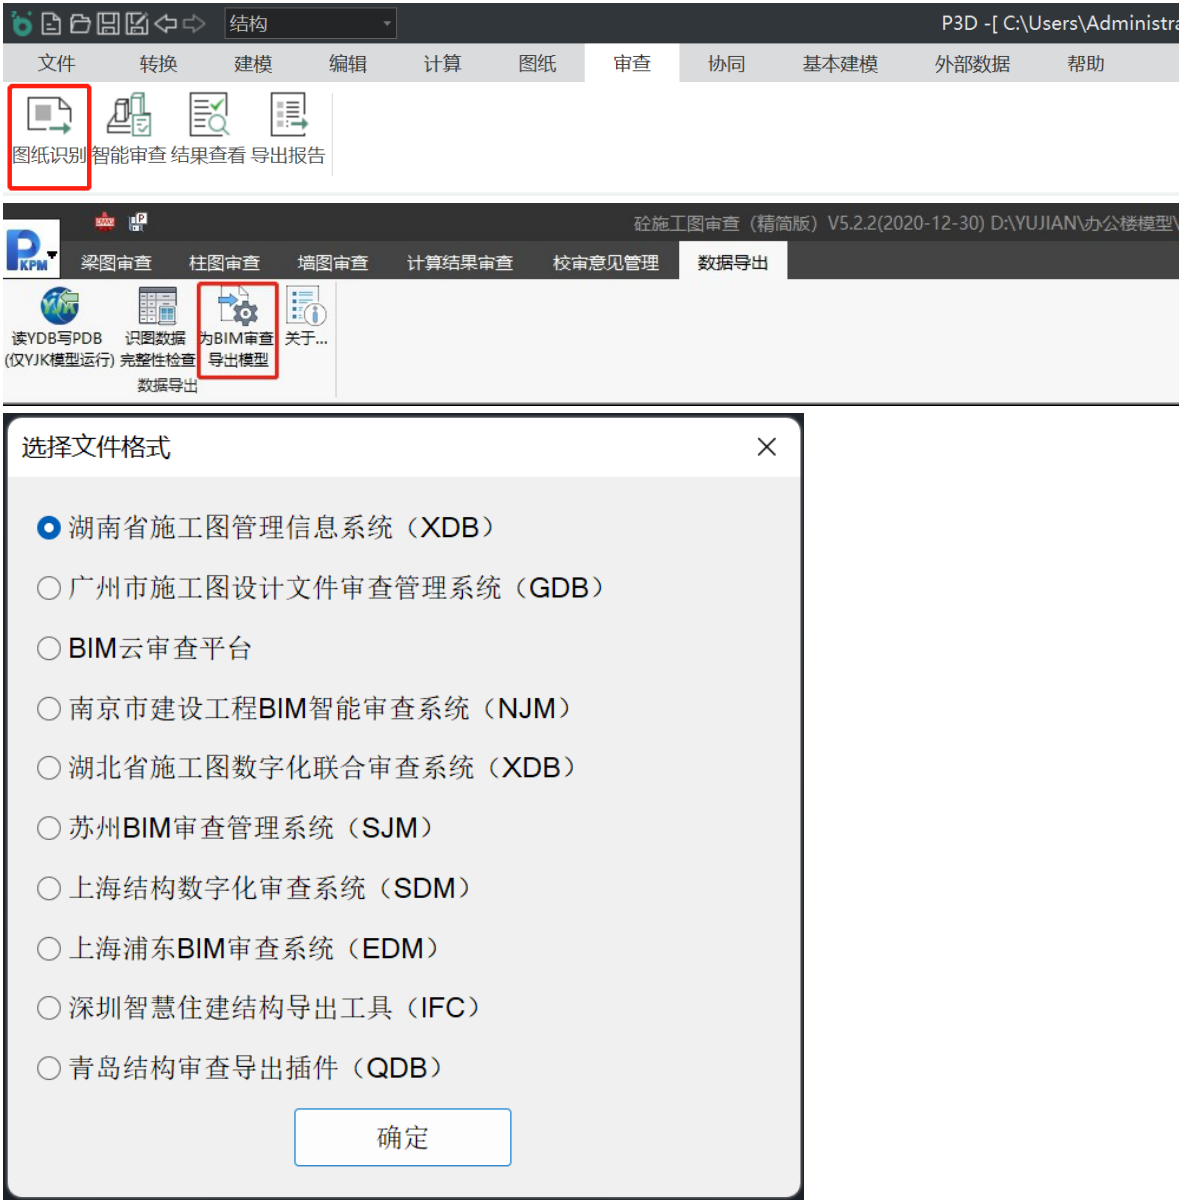 结构
P3D -[ C:\Users\Administra
文件 转换 建模 编辑 计算 图纸 审查 协同 基本建模 外部数据 帮助
图纸识别 智能审查 结果查看 导出报告
砼施工图审查（精简版）V5.2.2(2020-12-30) D:\YUJIAN\办公楼模型\
PKPM 梁图审查 柱图审查 墙图审查 计算结果审查 校审意见管理 数据导出
读YDB写PDB 识图数据 为BIM审查 关于...
(仅YJK模型运行) 完整性检查 导出模型
数据导出
选择文件格式
湖南省施工图管理信息系统（XDB）
广州市施工图设计文件审查管理系统（GDB）
BIM云审查平台
南京市建设工程BIM智能审查系统（NJM）
湖北省施工图数字化联合审查系统（XDB）
苏州BIM审查管理系统（SJM）
上海结构数字化审查系统（SDM）
上海浦东BIM审查系统（EDM）
深圳智慧住建结构导出工具（IFC）
青岛结构审查导出插件（QDB）
确定